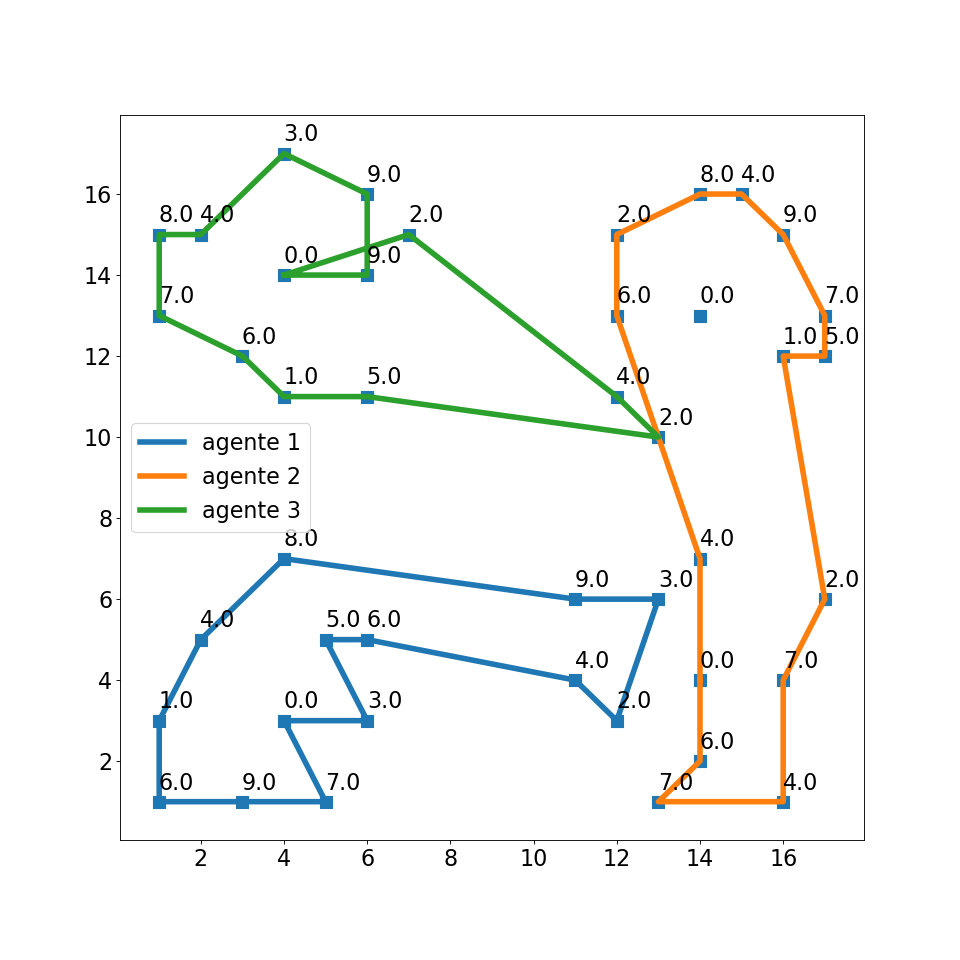 3.0
9.0 8.0 4.0
16
8.0 4.0 2.0 2.0 9.0
0.0 9.0
14
7.0 6.0 0.0 7.0
6.0 1.0 5.0
12
1.0 5.0 4.0
2.0
10
agente 1
agente 2
agente 3
8
8.0 4.0
9.0 3.0 2.0
6
4.0 5.0 6.0
4.0 0.0 7.0
4
1.0 0.0 3.0 2.0
6.0
2
6.0 9.0 7.0 7.0 4.0
2 4 6 8 10 12 14 16